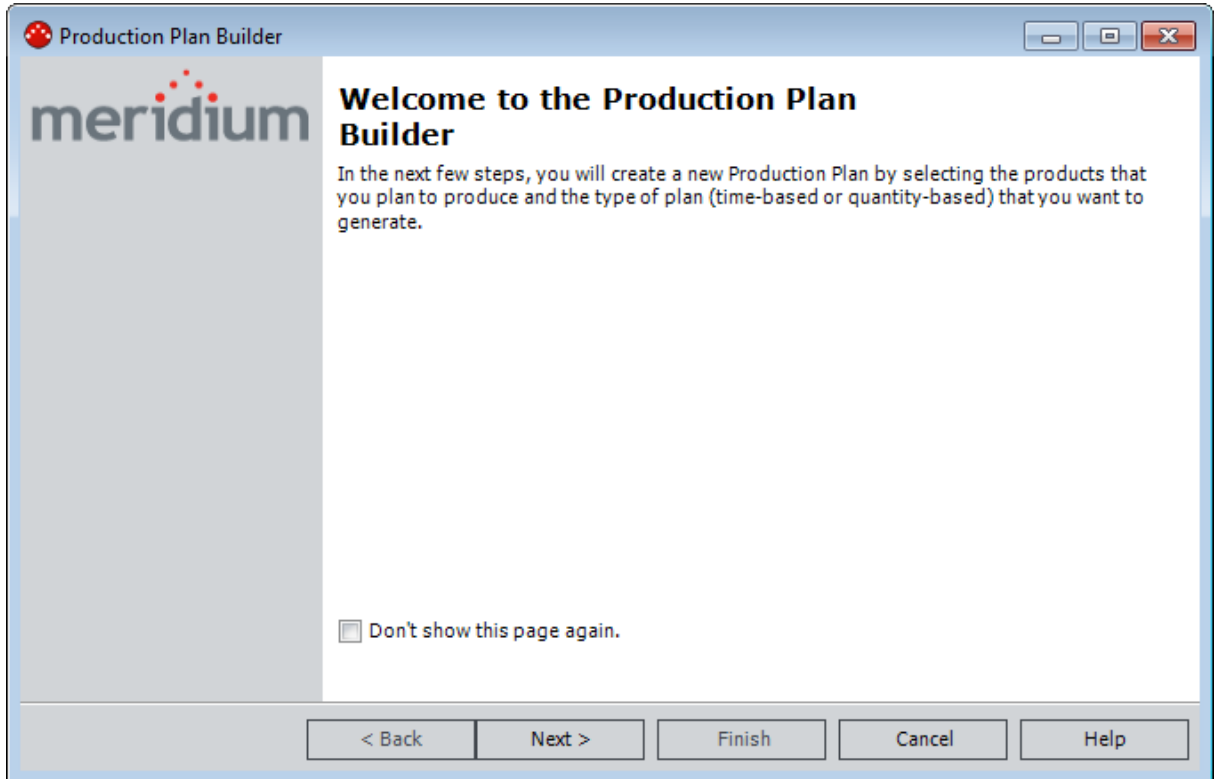 Production Plan Builder
meridium
Welcome to the Production Plan
Builder
In the next few steps, you will create a new Production Plan by selecting the products that
you plan to produce and the type of plan (time-based or quantity-based) that you want to
generate.
Don't show this page again.
< Back
Next >
Finish
Cancel
Help